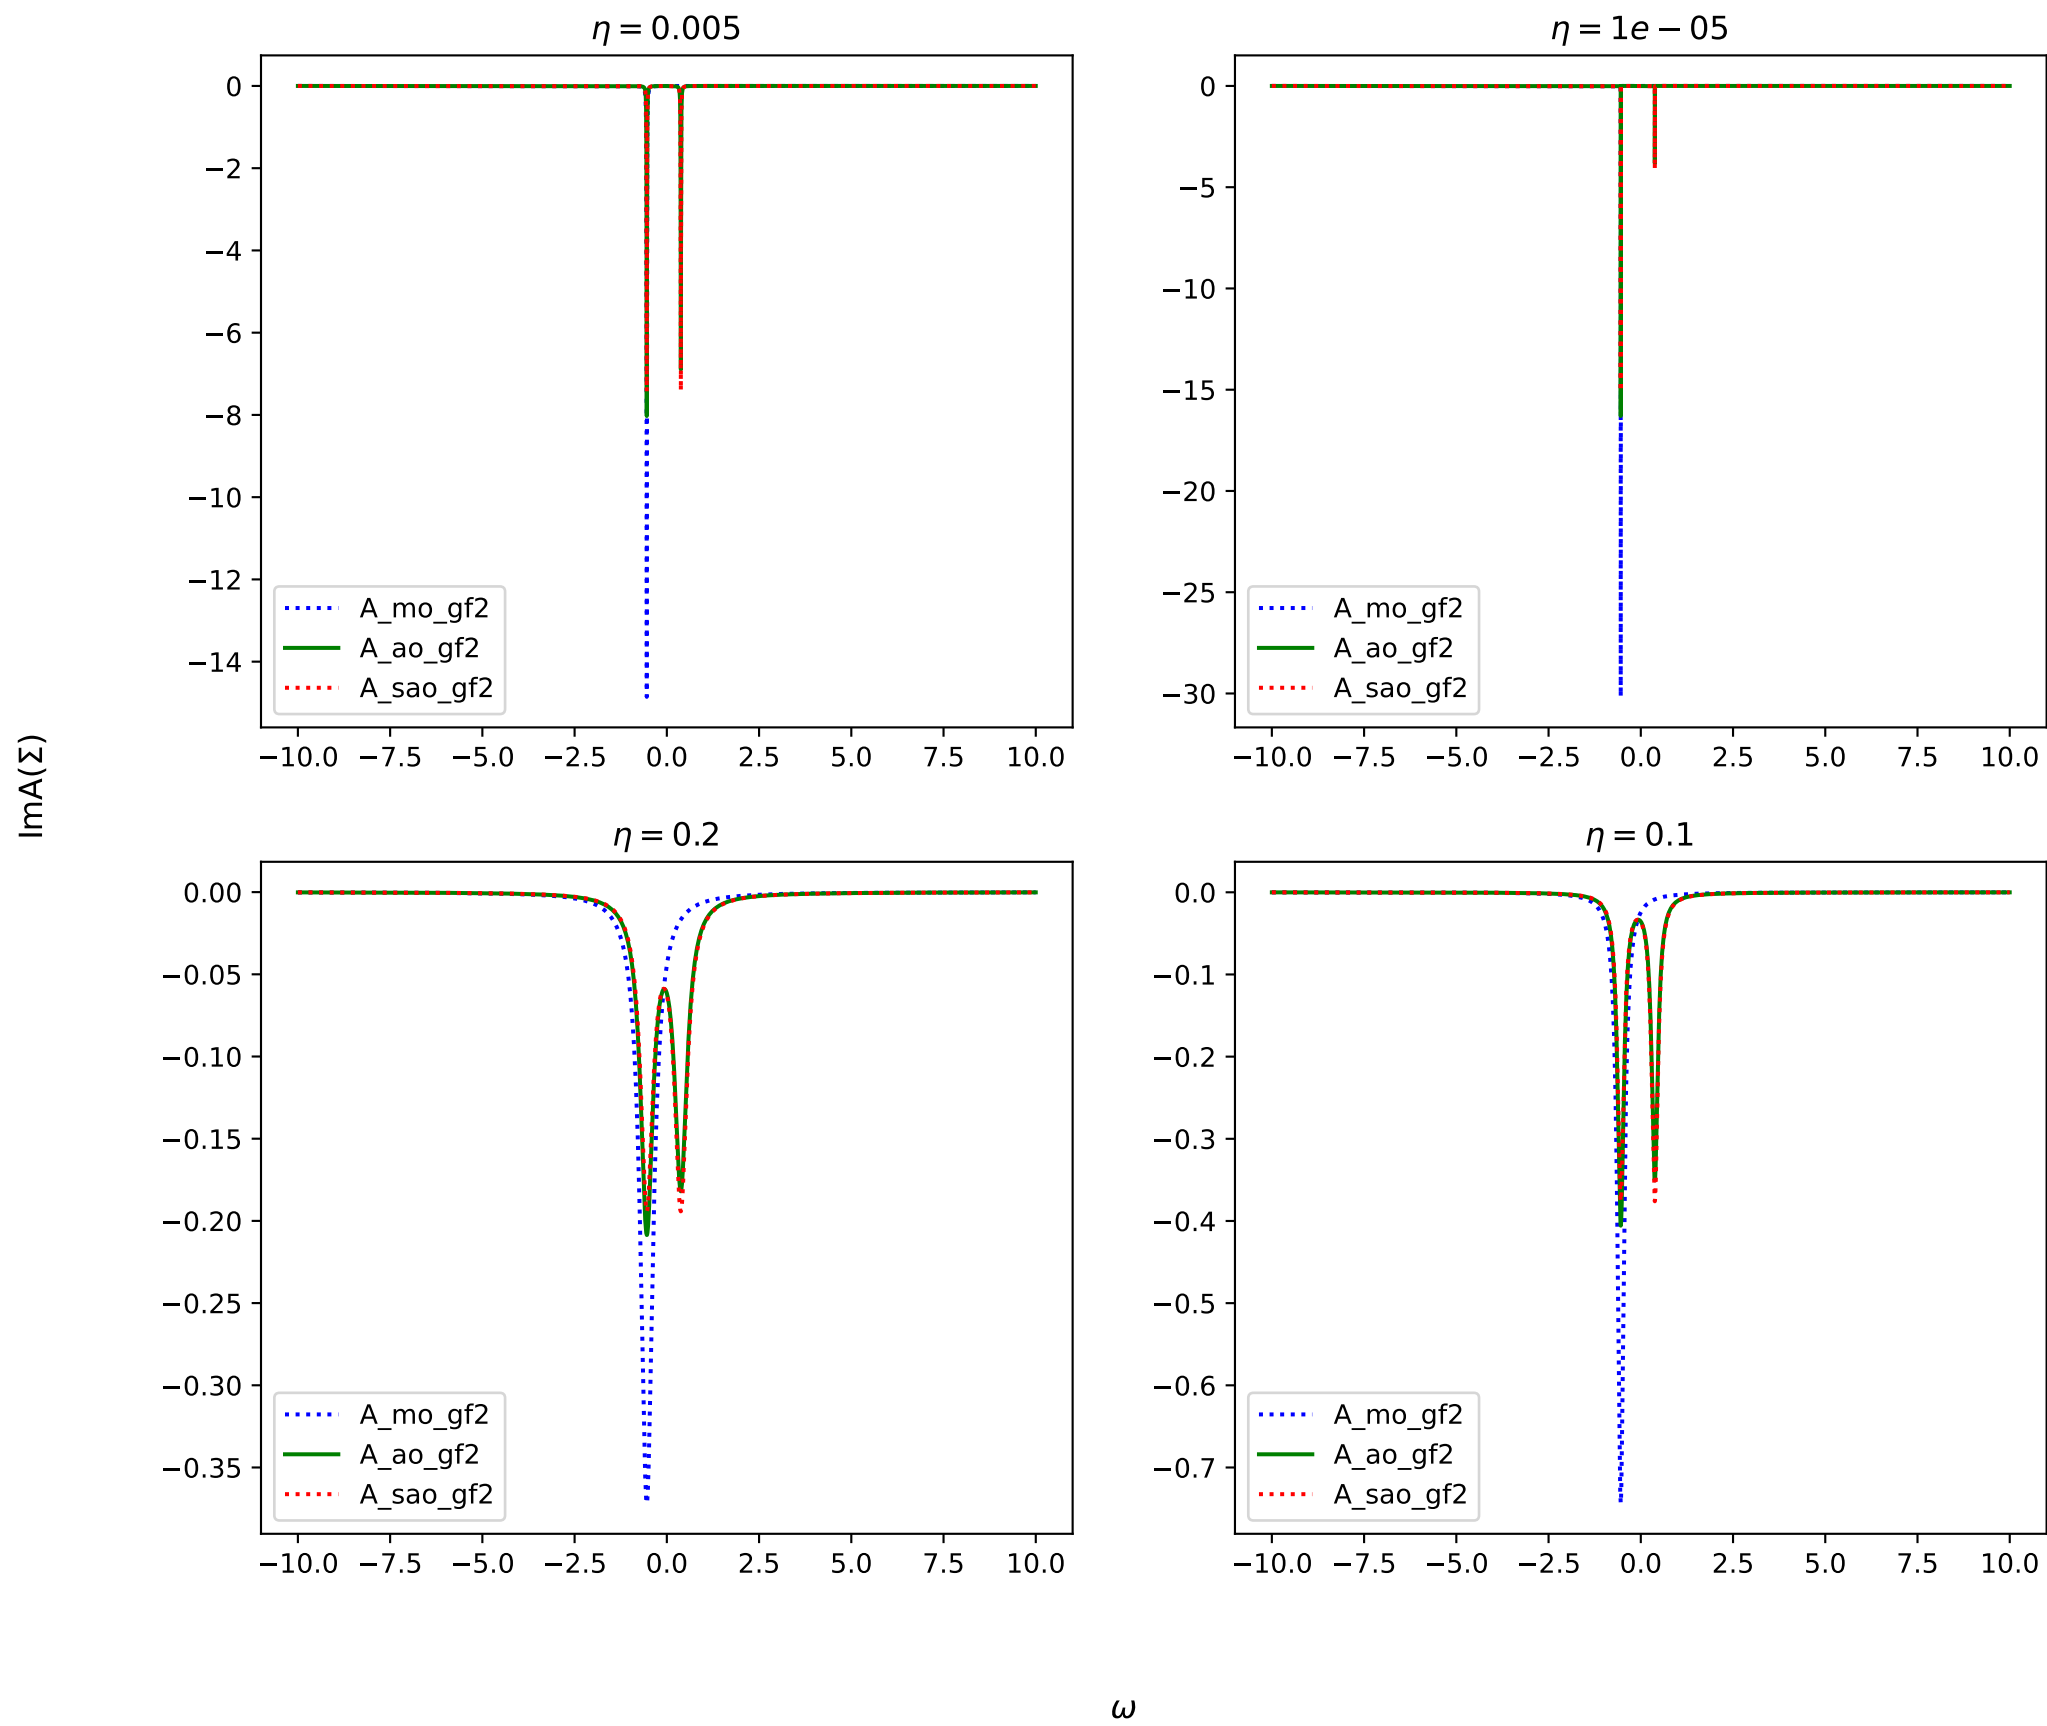 η = 0.005
0
−2
−4
−6
−8
−10
−12
−14
A_mo_gf2
A_ao_gf2
A_sao_gf2
−10.0 −7.5 −5.0 −2.5 0.0 2.5 5.0 7.5 10.0
η = 1e − 05
0
−5
−10
−15
−20
−25
−30
A_mo_gf2
A_ao_gf2
A_sao_gf2
−10.0 −7.5 −5.0 −2.5 0.0 2.5 5.0 7.5 10.0
ImA(Σ)
η = 0.2
0.00
−0.05
−0.10
−0.15
−0.20
−0.25
−0.30
−0.35
A_mo_gf2
A_ao_gf2
A_sao_gf2
−10.0 −7.5 −5.0 −2.5 0.0 2.5 5.0 7.5 10.0
η = 0.1
0.0
−0.1
−0.2
−0.3
−0.4
−0.5
−0.6
−0.7
A_mo_gf2
A_ao_gf2
A_sao_gf2
−10.0 −7.5 −5.0 −2.5 0.0 2.5 5.0 7.5 10.0
ω